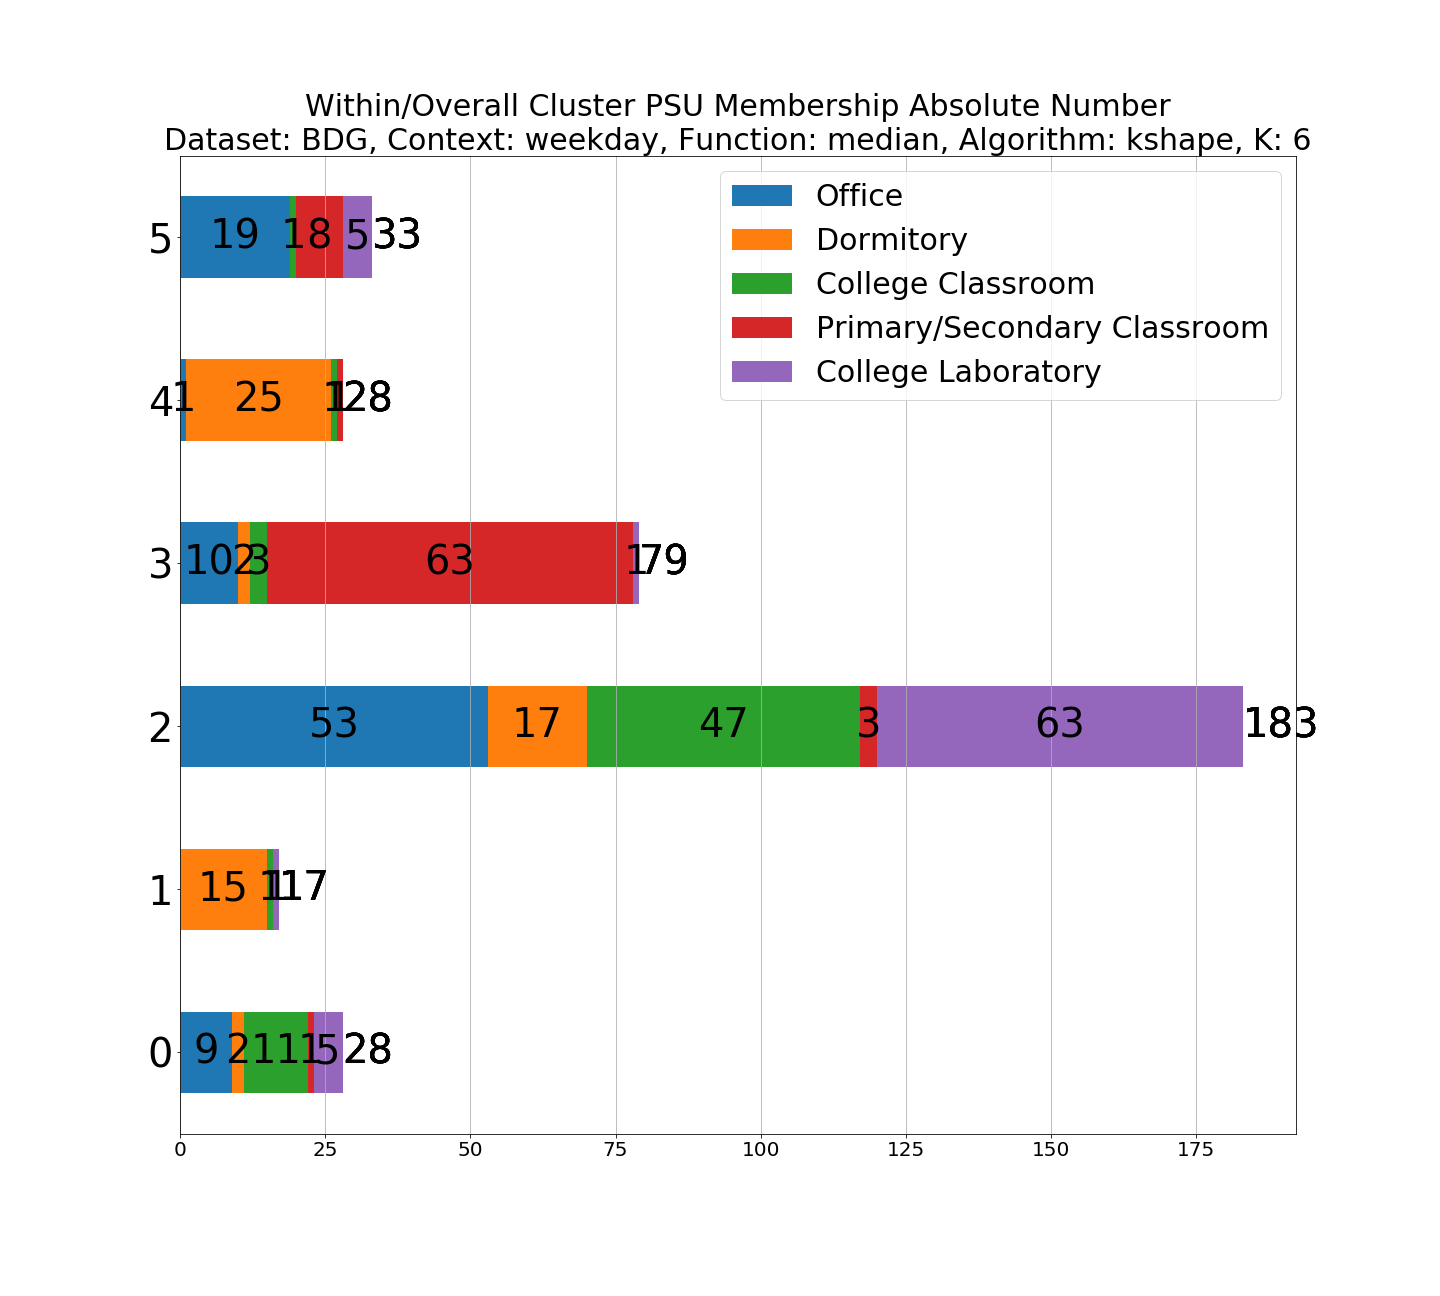 Within/Overall Cluster PSU Membership Absolute Number
Dataset: BDG, Context: weekday, Function: median, Algorithm: kshape, K: 6
Office
Dormitory
College Classroom
Primary/Secondary Classroom
College Laboratory
5 19 1 8 5 33
4 1 25 1 1 28
3 10 2 3 63 1 79
2 53 17 47 3 63 183
1 15 1 1 17
0 9 2 11 1 5 28
0 25 50 75 100 125 150 175